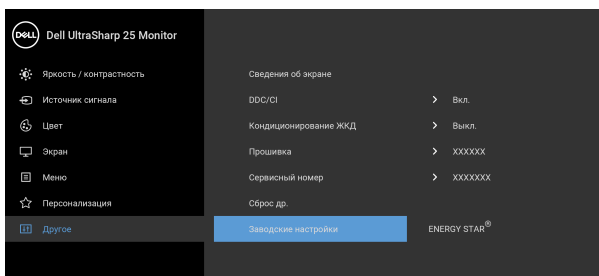 DELL Dell UltraSharp 25 Monitor
Яркость / контрастность
Источник сигнала
Цвет
Экран
Меню
Персонализация
Другое
Сведения об экране
DDC/CI Вкл.
Кондиционирование ЖКД Выкл.
Прошивка XXXXXX
Сервисный номер XXXXXXX
Сброс др.
Заводские настройки ENERGY STAR®